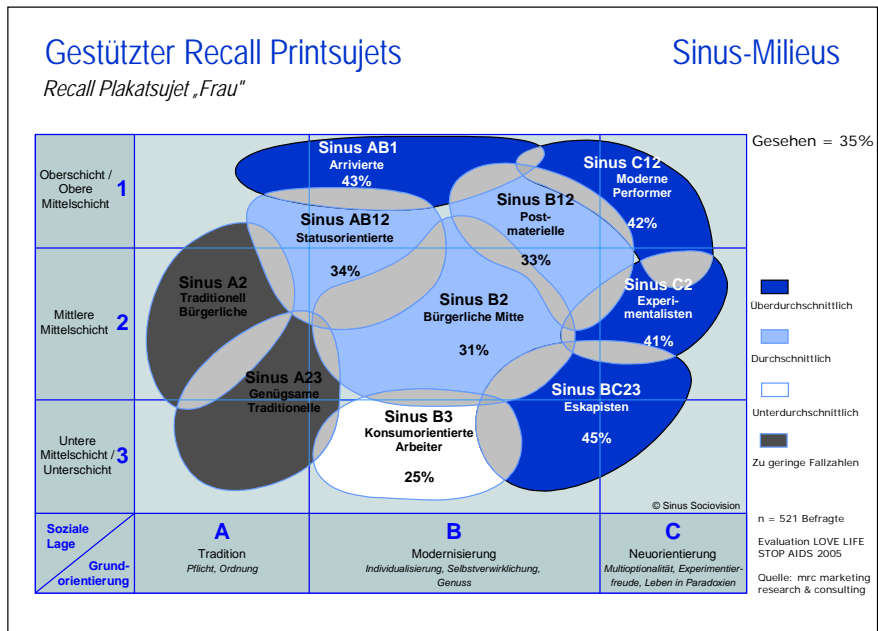 Gestützter Recall Printsujets
Sinus-Milieus
Recall Plakatsujet „Frau"
Gesehen = 35%
Oberschicht /
Obere
Mittelschicht
1
Mittlere
Mittelschicht
2
Untere
Mittelschicht /
Unterschicht
3
Sinus AB1
Arrivierte
43%
Sinus C12
Moderne
Performer
42%
Sinus AB12
Statusorientierte
34%
Sinus B12
Post-
materielle
33%
Sinus A2
Traditionell
Bürgerliche
Sinus B2
Bürgerliche Mitte
31%
Sinus C2
Experi-
mentalisten
41%
Sinus A23
Genügsame
Traditionelle
Sinus B3
Konsumorientierte
Arbeiter
25%
Sinus BC23
Eskapisten
45%
© Sinus Sociovision
Überdurchschnittlich
Durchschnittlich
Unterdurchschnittlich
Zu geringe Fallzahlen
Soziale
Lage
Grund-
orientierung
A
Tradition
Pflicht, Ordnung
B
Modernisierung
Individualisierung, Selbstverwirklichung,
Genuss
C
Neuorientierung
Multioptionalität, Experimentier-
freude, Leben in Paradoxien
n = 521 Befragte
Evaluation LOVE LIFE
STOP AIDS 2005
Quelle: mrc marketing
research & consulting